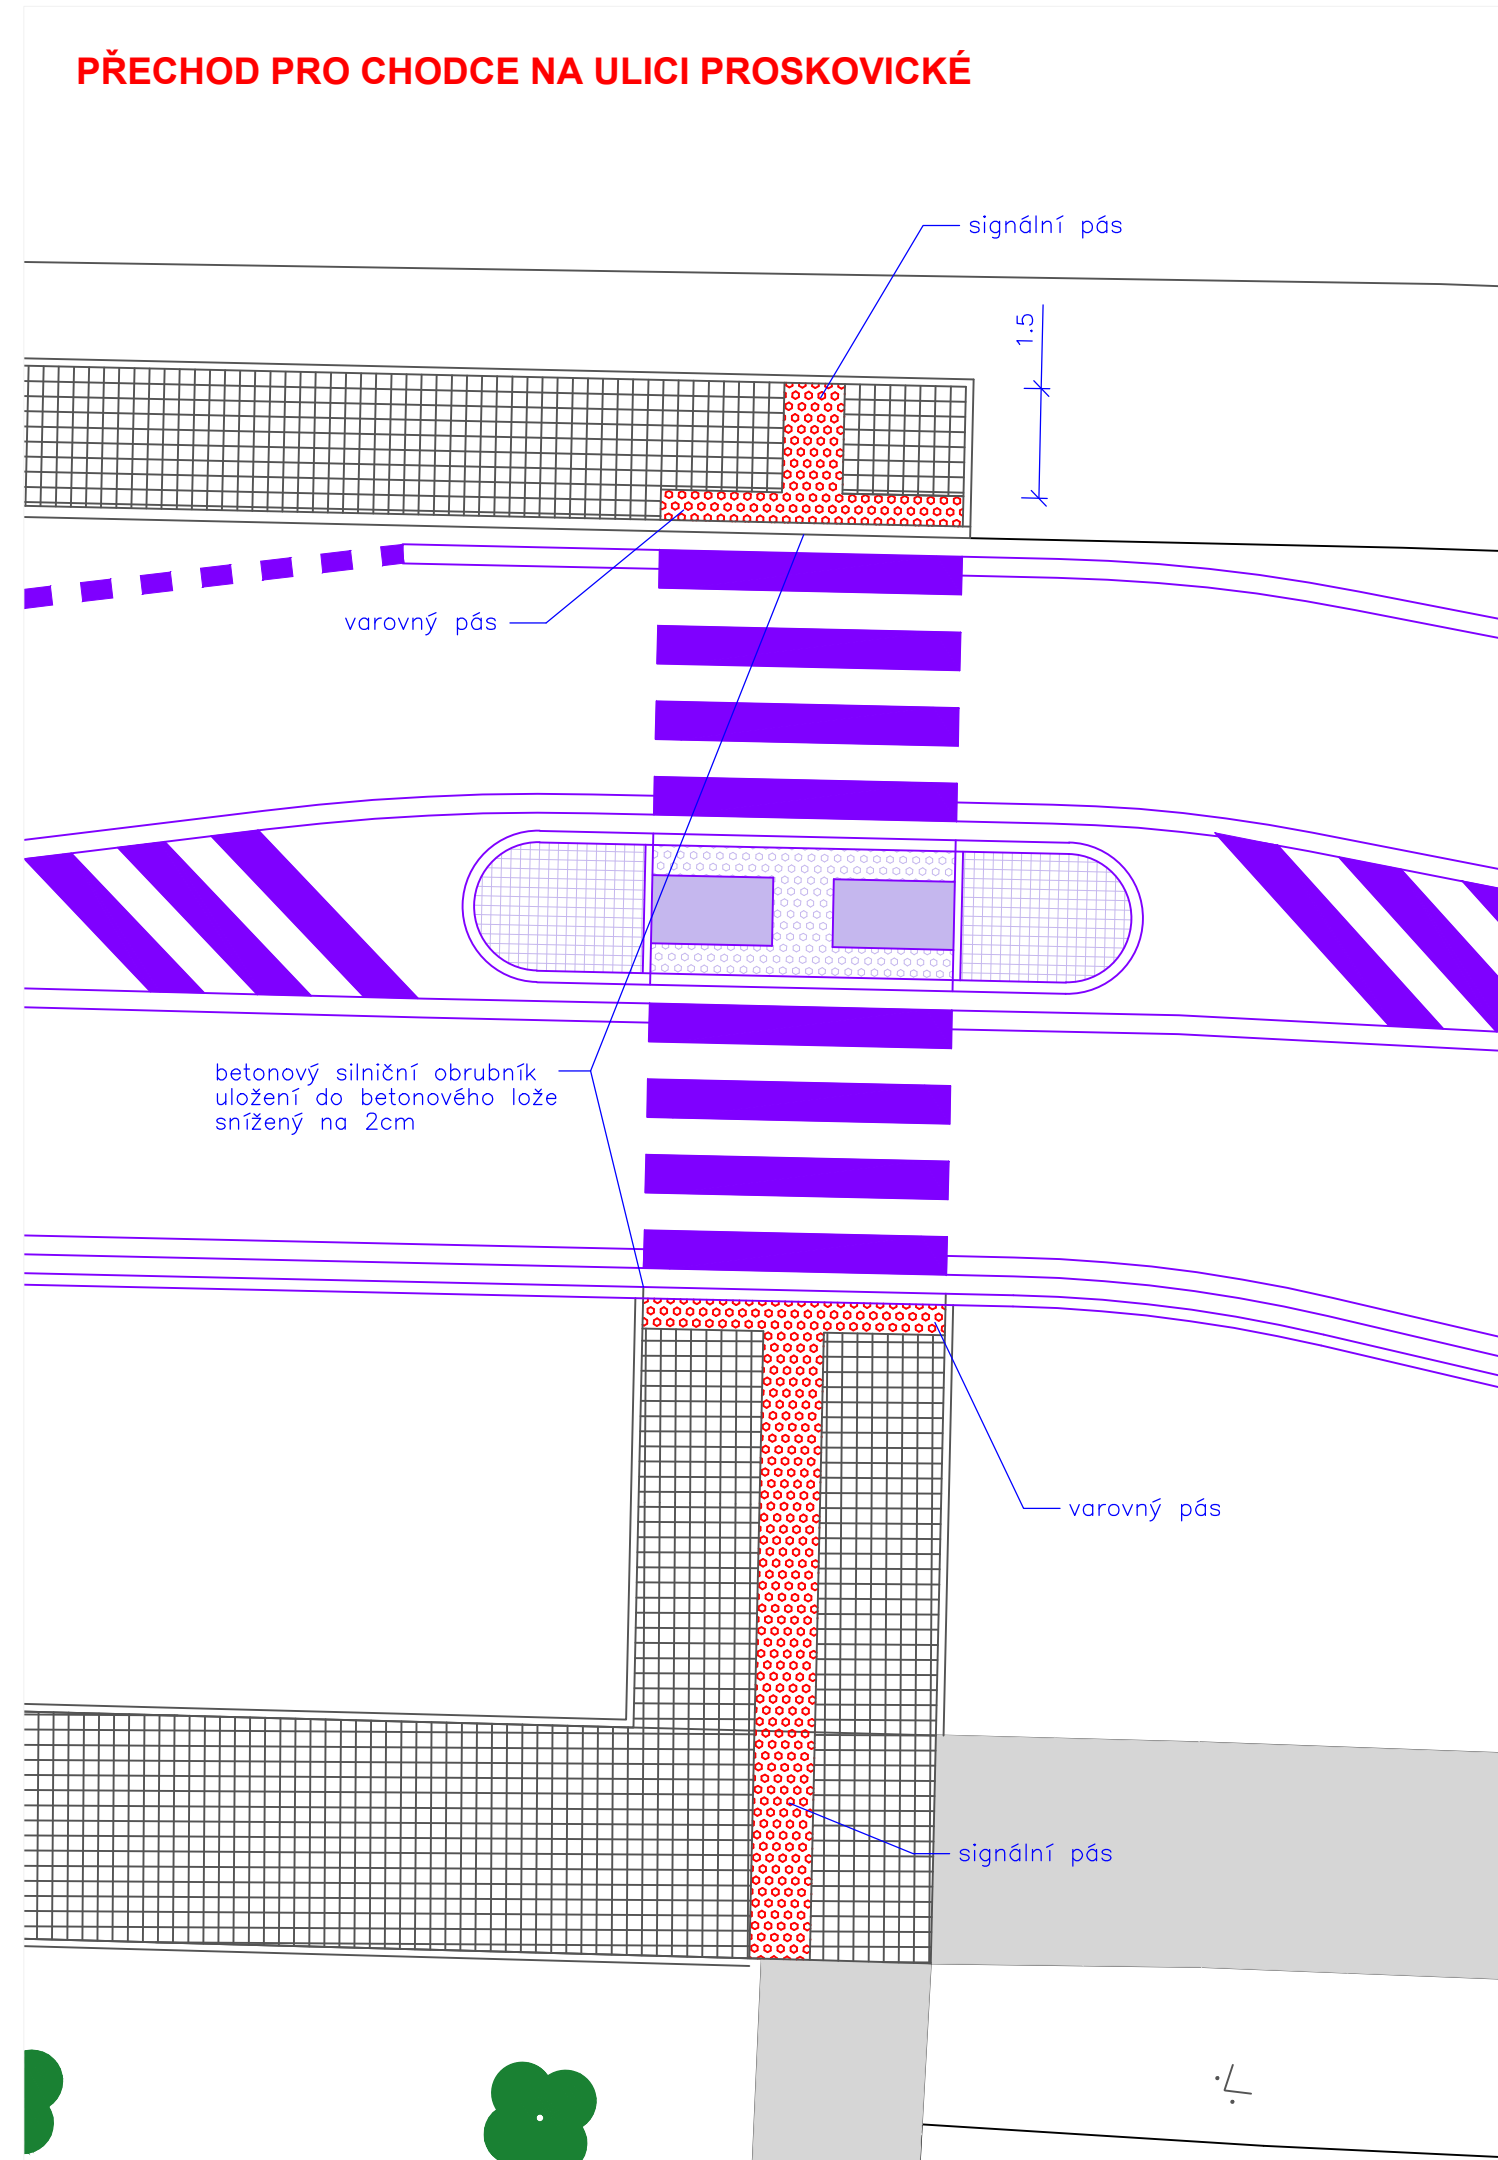 PŘECHOD PRO CHODCE NA ULICI PROSKOVICKÉ
signální pás
1.5
varovný pás
betonový silniční obrubník
uložení do betonového lože
snížený na 2cm
varovný pás
signální pás